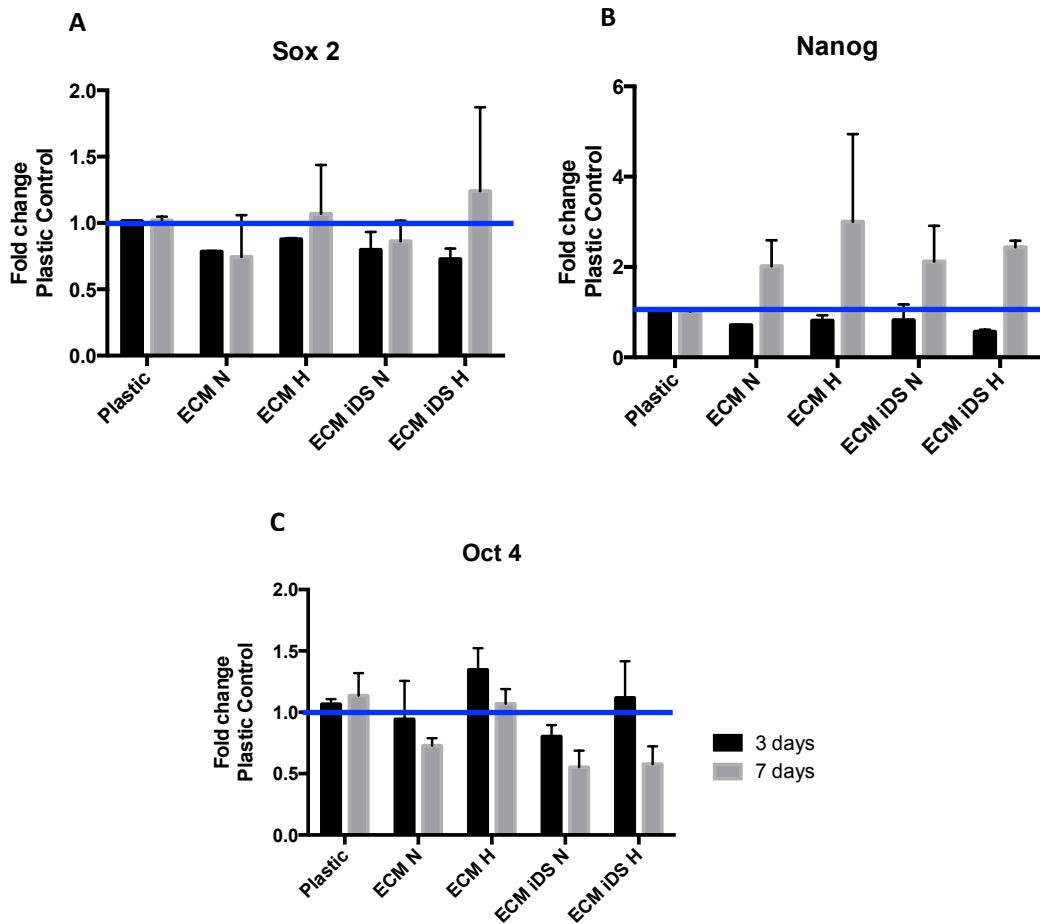 A
Sox 2
Fold change
Plastic Control
2.0
1.5
1.0
0.5
0.0
Plastic
ECM N
ECM H
ECM iDS N
ECM iDS H
B
Nanog
Fold change
Plastic Control
6
4
2
0
Plastic
ECM N
ECM H
ECM iDS N
ECM iDS H
C
Oct 4
Fold change
Plastic Control
2.0
1.5
1.0
0.5
0.0
Plastic
ECM N
ECM H
ECM iDS N
ECM iDS H
3 days
7 days